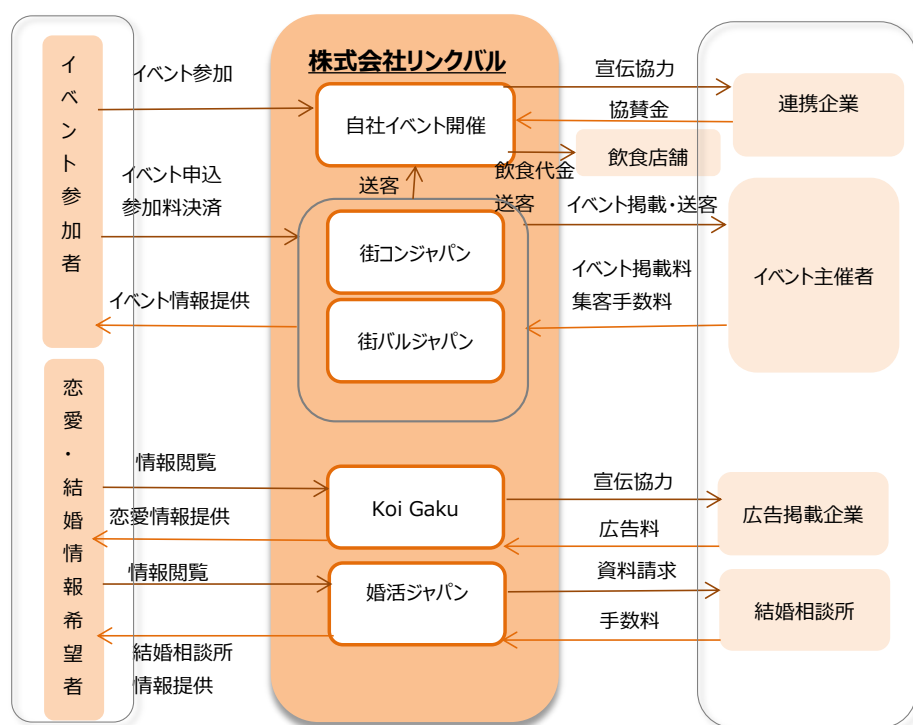 株式会社リンクバル
イベント参加者
イベント参加
自社イベント開催
宣伝協力
協賛金
連携企業
飲食店舗
飲食代金
送客
送客
イベント申込
参加料決済
イベント掲載・送客
街コンジャパン
イベント掲載料
集客手数料
イベント主催者
イベント情報提供
街バルジャパン
恋愛・結婚情報希望者
情報閲覧
恋愛情報提供
Koi Gaku
宣伝協力
広告料
広告掲載企業
情報閲覧
結婚相談所
情報提供
婚活ジャパン
資料請求
手数料
結婚相談所